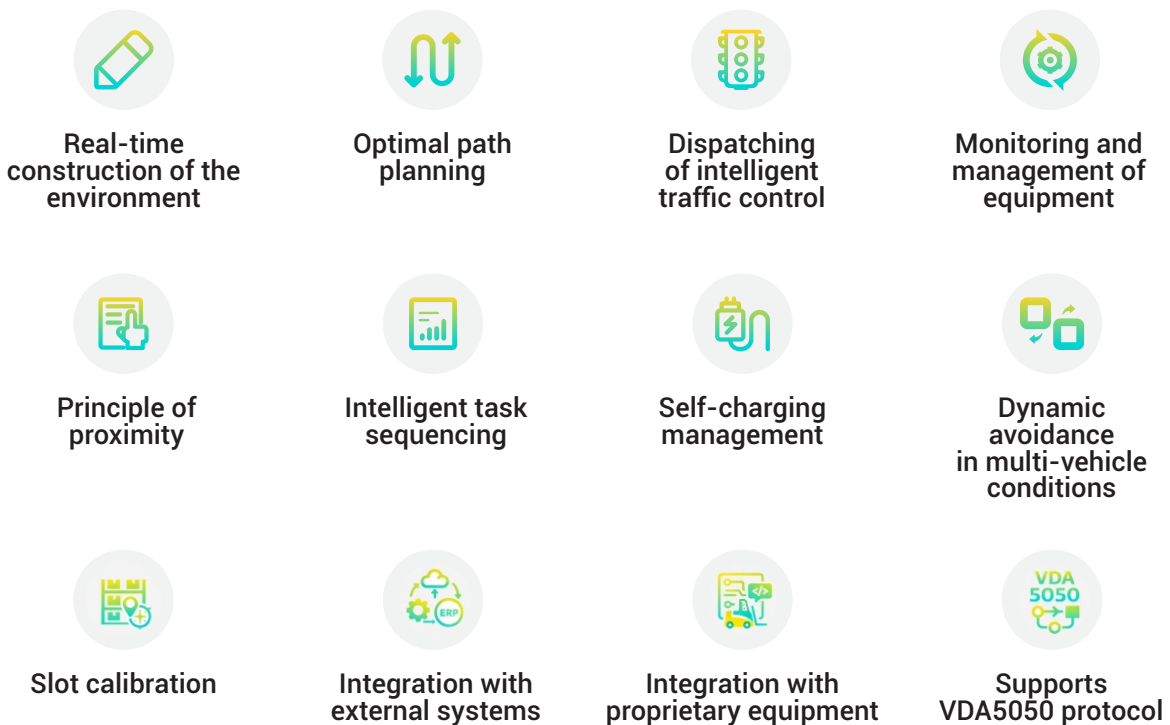 Real-time
construction of the
environment
Optimal path
planning
Dispatching
of intelligent
traffic control
Monitoring and
management of
equipment
Principle of
proximity
Intelligent task
sequencing
Self-charging
management
Dynamic
avoidance
in multi-vehicle
conditions
Slot calibration
ERP
Integration with
external systems
</>
Integration with
proprietary equipment
VDA
5050
Supports
VDA5050 protocol